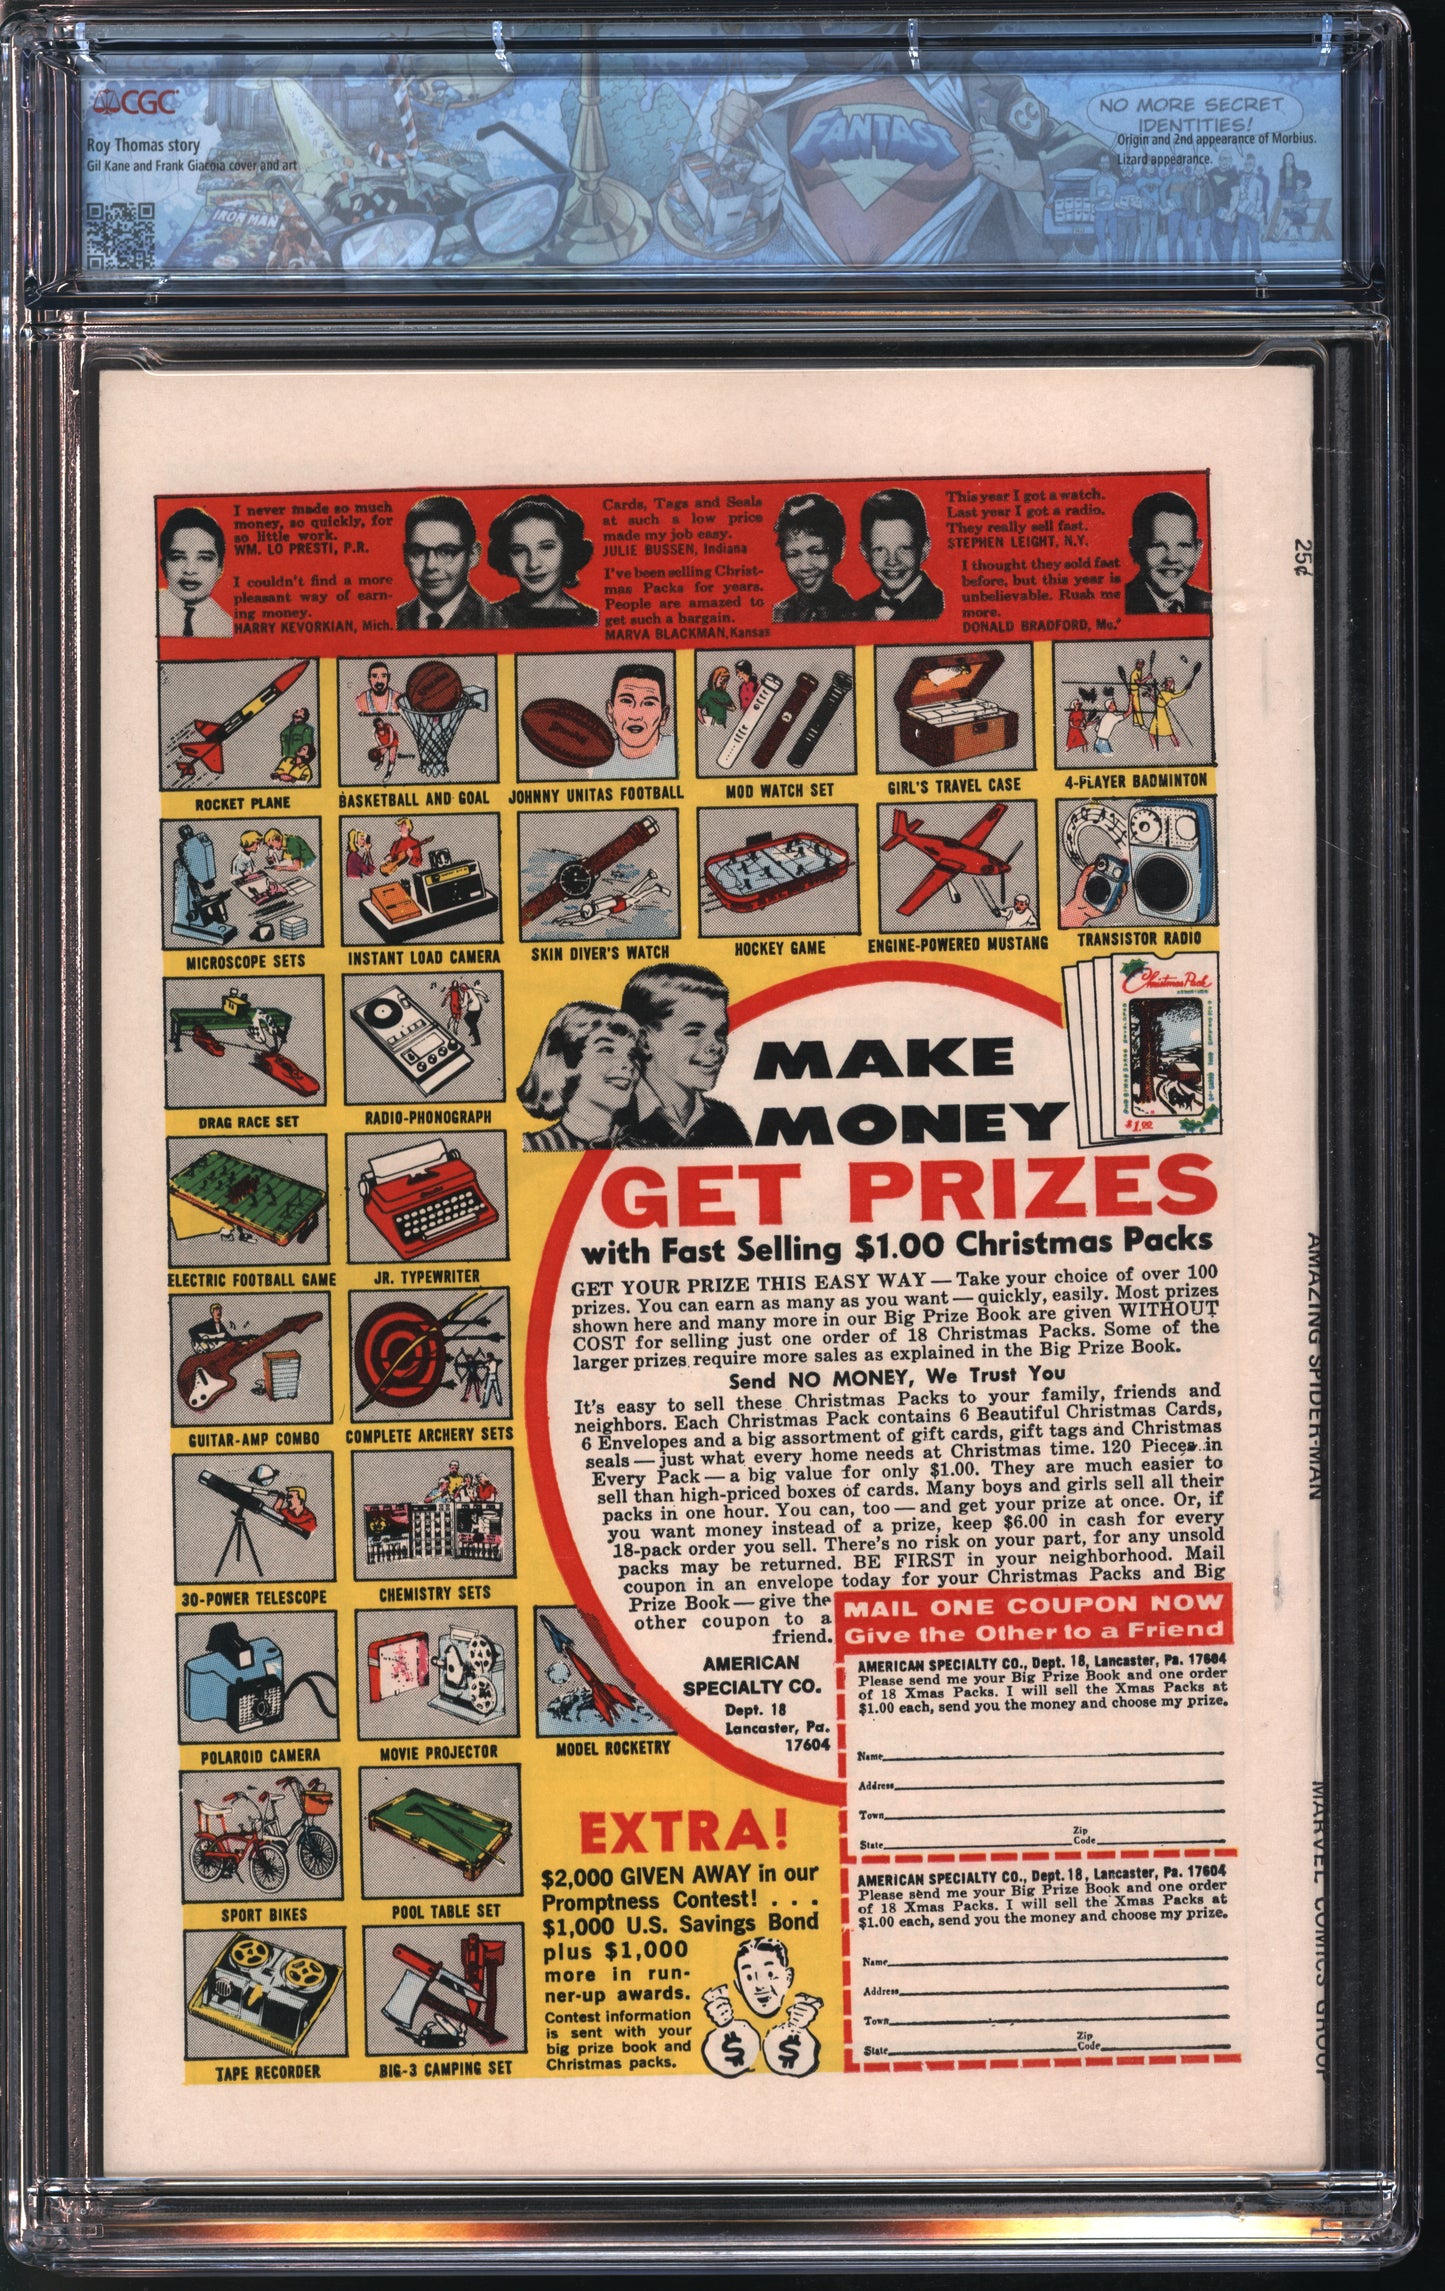 CGC
Roy Thomas story
Gil Kane and Frank Giacoia cover and art
IRON MAN
FANTAST
CC
NO MORE SECRET
IDENTITIES!
Origin and 2nd appearance of Morbius.
Lizard appearance.
I never made so much
money, so quickly, for
so little work.
WM. LO PRESTI, P.R.
I couldn't find a more
pleasant way of earn-
ing money.
HARRY KEVORKIAN, Mich.
Cards, Tags and Seals
at such a low price
made my job easy.
JULIE BUSSEN, Indiana
I've been selling Christ-
mas Packs for years.
People are amazed to
get such a bargain.
MARVA BLACKMAN, Kansas
This year I got a watch.
Last year I got a radio.
They really sell fast.
STEPHEN LEIGHT, N.Y.
I thought they sold fast
before, but this year is
unbelievable. Rush me
more.
DONALD BRADFORD, Mo.
25¢
ROCKET PLANE
BASKETBALL AND GOAL
JOHNNY UNITAS FOOTBALL
MOD WATCH SET
GIRL'S TRAVEL CASE
4-PLAYER BADMINTON
MICROSCOPE SETS
INSTANT LOAD CAMERA
SKIN DIVER'S WATCH
HOCKEY GAME
ENGINE-POWERED MUSTANG
TRANSISTOR RADIO
DRAG RACE SET
RADIO-PHONOGRAPH
ELECTRIC FOOTBALL GAME
JR. TYPEWRITER
GUITAR-AMP COMBO
COMPLETE ARCHERY SETS
30-POWER TELESCOPE
CHEMISTRY SETS
POLAROID CAMERA
MOVIE PROJECTOR
MODEL ROCKETRY
SPORT BIKES
POOL TABLE SET
TAPE RECORDER
BIG-3 CAMPING SET
Christmas Pack
$1.00
MAKE
MONEY
GET PRIZES
with Fast Selling $1.00 Christmas Packs
GET YOUR PRIZE THIS EASY WAY — Take your choice of over 100
prizes. You can earn as many as you want — quickly, easily. Most prizes
shown here and many more in our Big Prize Book are given WITHOUT
COST for selling just one order of 18 Christmas Packs. Some of the
larger prizes require more sales as explained in the Big Prize Book.
Send NO MONEY, We Trust You
It's easy to sell these Christmas Packs to your family, friends and
neighbors. Each Christmas Pack contains 6 Beautiful Christmas Cards,
6 Envelopes and a big assortment of gift cards, gift tags and Christmas
seals — just what every home needs at Christmas time. 120 Pieces in
Every Pack — a big value for only $1.00. They are much easier to
sell than high-priced boxes of cards. Many boys and girls sell all their
packs in one hour. You can, too — and get your prize at once. Or, if
you want money instead of a prize, keep $6.00 in cash for every
18-pack order you sell. There's no risk on your part, for any unsold
packs may be returned. BE FIRST in your neighborhood. Mail
coupon in an envelope today for your Christmas Packs and Big
Prize Book — give the
other coupon to a
friend.
AMERICAN
SPECIALTY CO.
Dept. 18
Lancaster, Pa.
17604
MAIL ONE COUPON NOW
Give the Other to a Friend
AMERICAN SPECIALTY CO., Dept. 18, Lancaster, Pa. 17604
Please send me your Big Prize Book and one order
of 18 Xmas Packs. I will sell the Xmas Packs at
$1.00 each, send you the money and choose my prize.
Name
Address
Town
State Zip Code
AMERICAN SPECIALTY CO., Dept. 18, Lancaster, Pa. 17604
Please send me your Big Prize Book and one order
of 18 Xmas Packs. I will sell the Xmas Packs at
$1.00 each, send you the money and choose my prize.
Name
Address
Town
State Zip Code
EXTRA!
$2,000 GIVEN AWAY in our
Promptness Contest! . . .
$1,000 U.S. Savings Bond
plus $1,000
more in run-
ner-up awards.
Contest information
is sent with your
big prize book and
Christmas packs.
$ $
AMAZING SPIDER-MAN
MARVEL COMICS GROUP